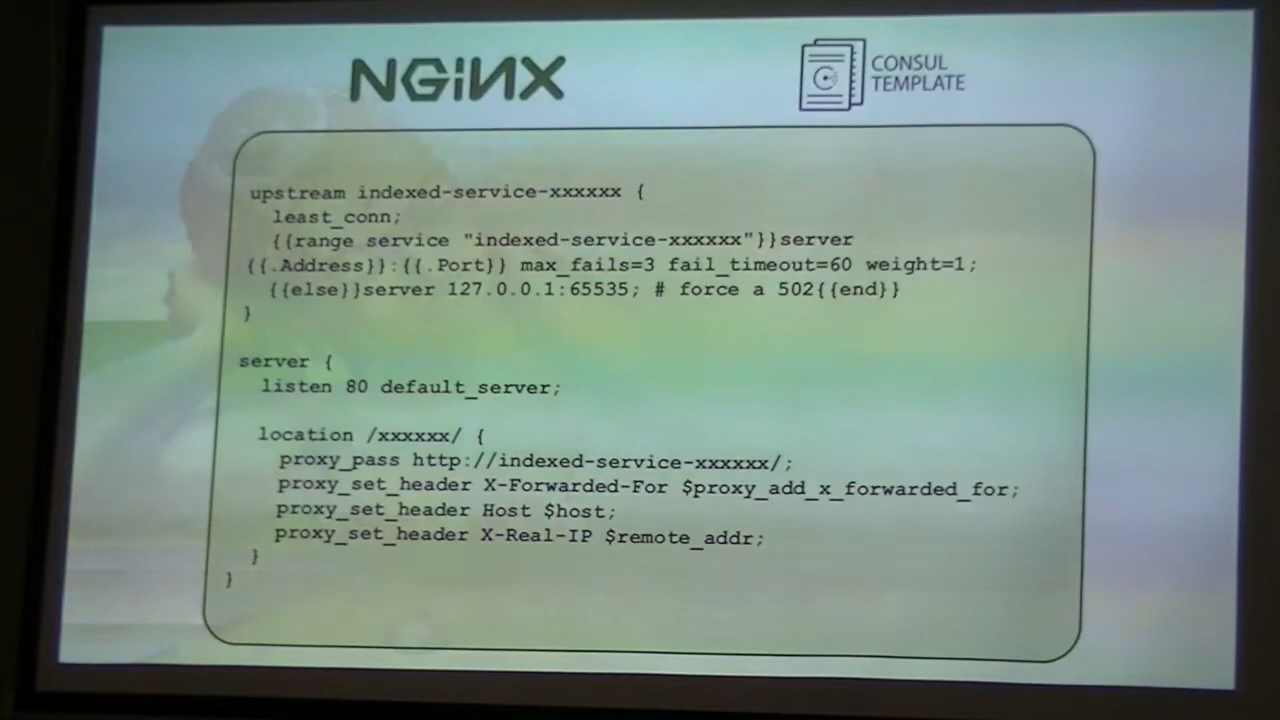 NGiNX
CONSUL
TEMPLATE
upstream indexed-service-xxxxxx {
least_conn;
{{range service "indexed-service-xxxxxx"}}server
{{.Address}}:{{.Port}} max_fails=3 fail_timeout=60 weight=1;
{{else}}server 127.0.0.1:65535; # force a 502{{end}}
}
server {
listen 80 default_server;
location /xxxxxx/ {
proxy_pass http://indexed-service-xxxxxx/;
proxy_set_header X-Forwarded-For $proxy_add_x_forwarded_for;
proxy_set_header Host $host;
proxy_set_header X-Real-IP $remote_addr;
}
}